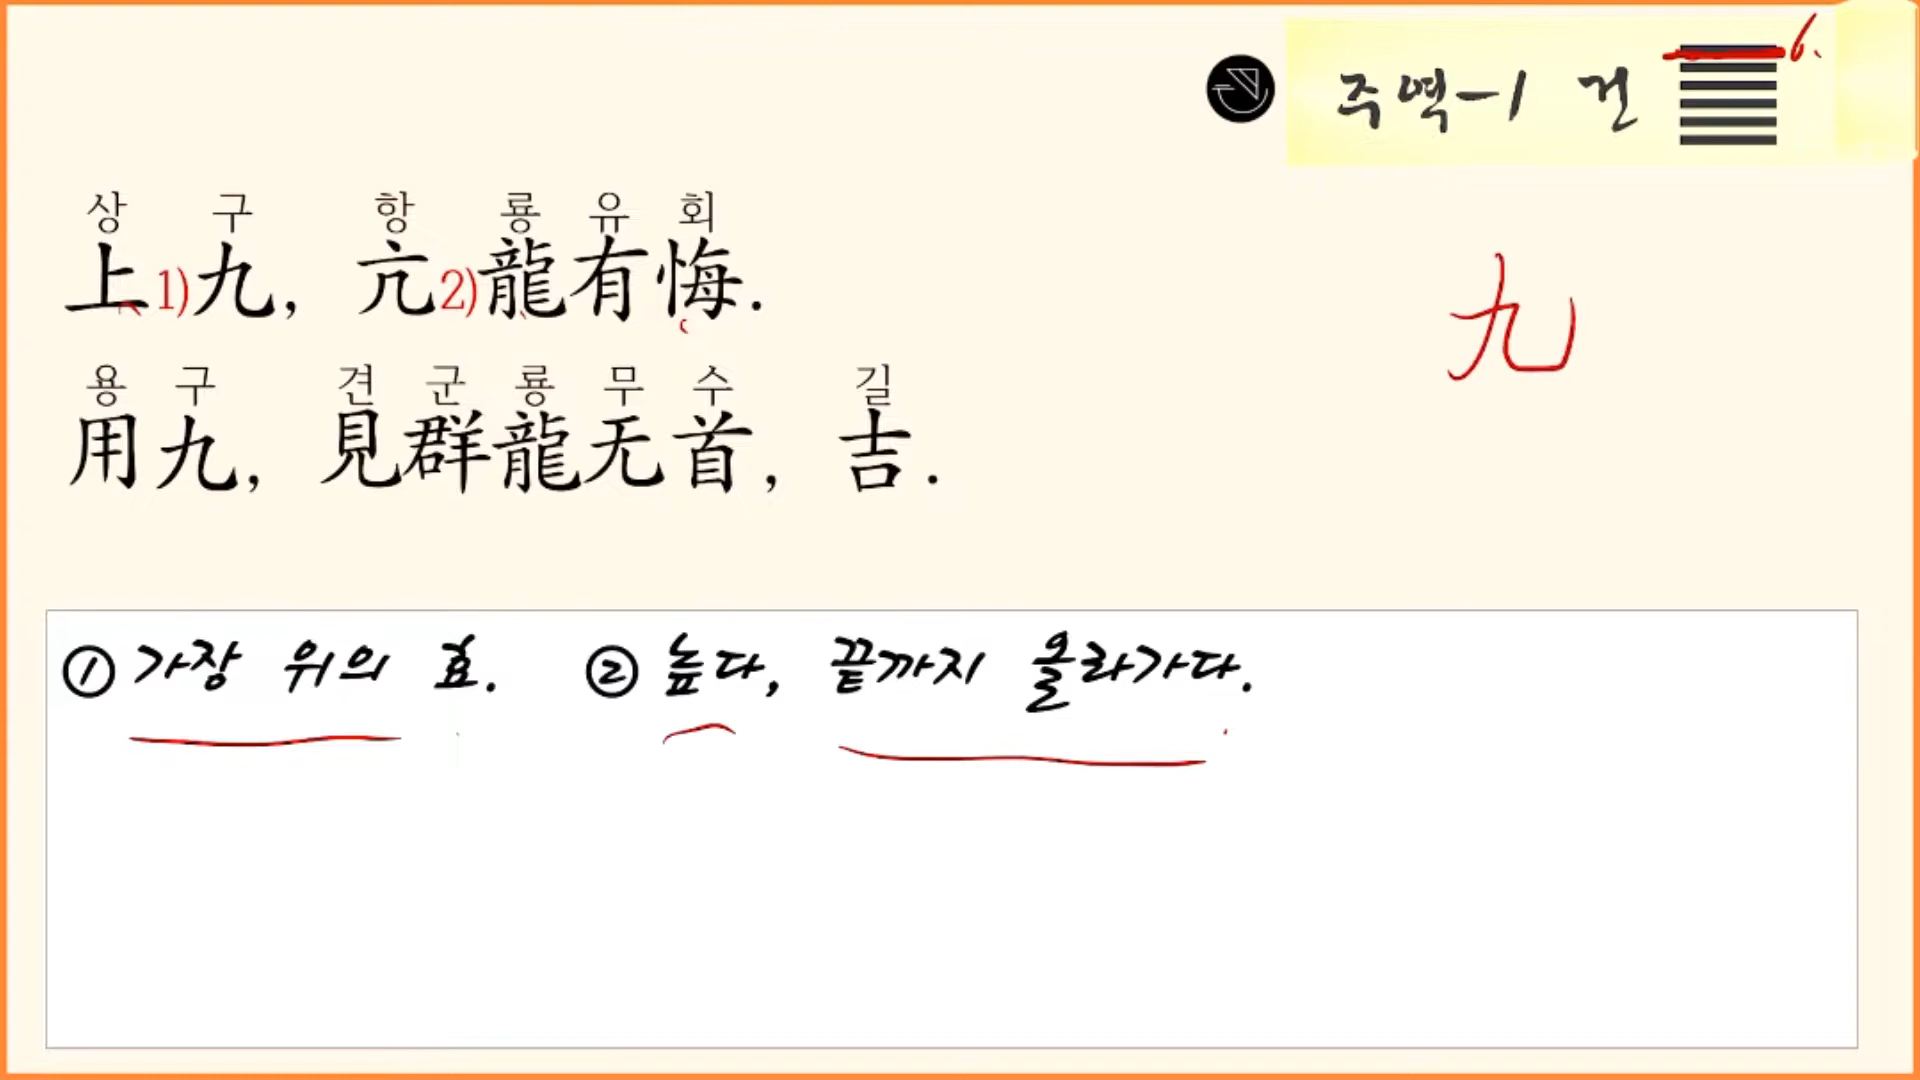 주역-1 건 6.
상 구 항 룡 유 회
上1)九, 亢2)龍有悔.
九
용 구 견 군 룡 무 수 길
用九, 見群龍无首, 吉.
① 가장 위의 효. ② 높다, 끝까지 올라가다.